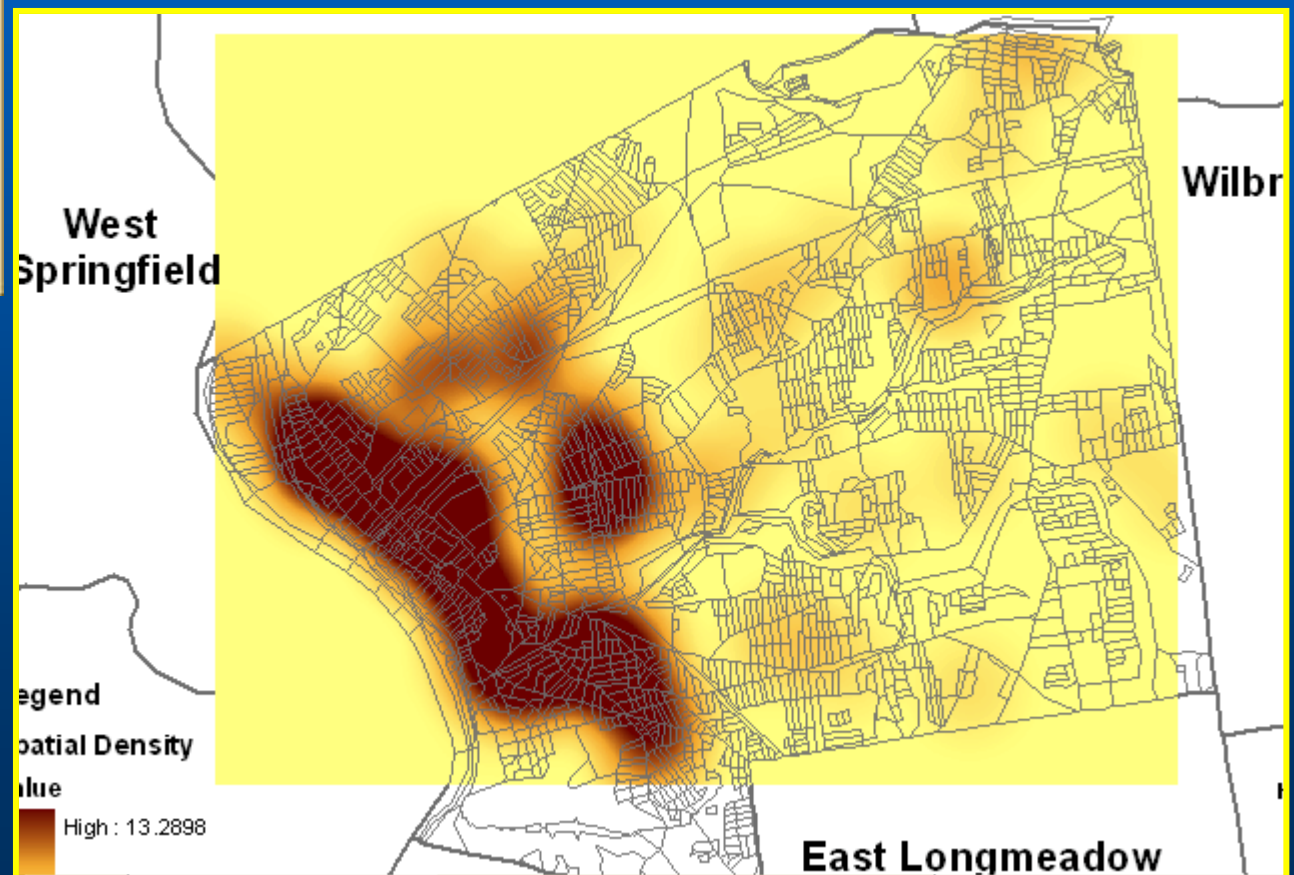 West
Springfield
Wilbr
egend
patial Density
alue
High : 13.2898
East Longmeadow